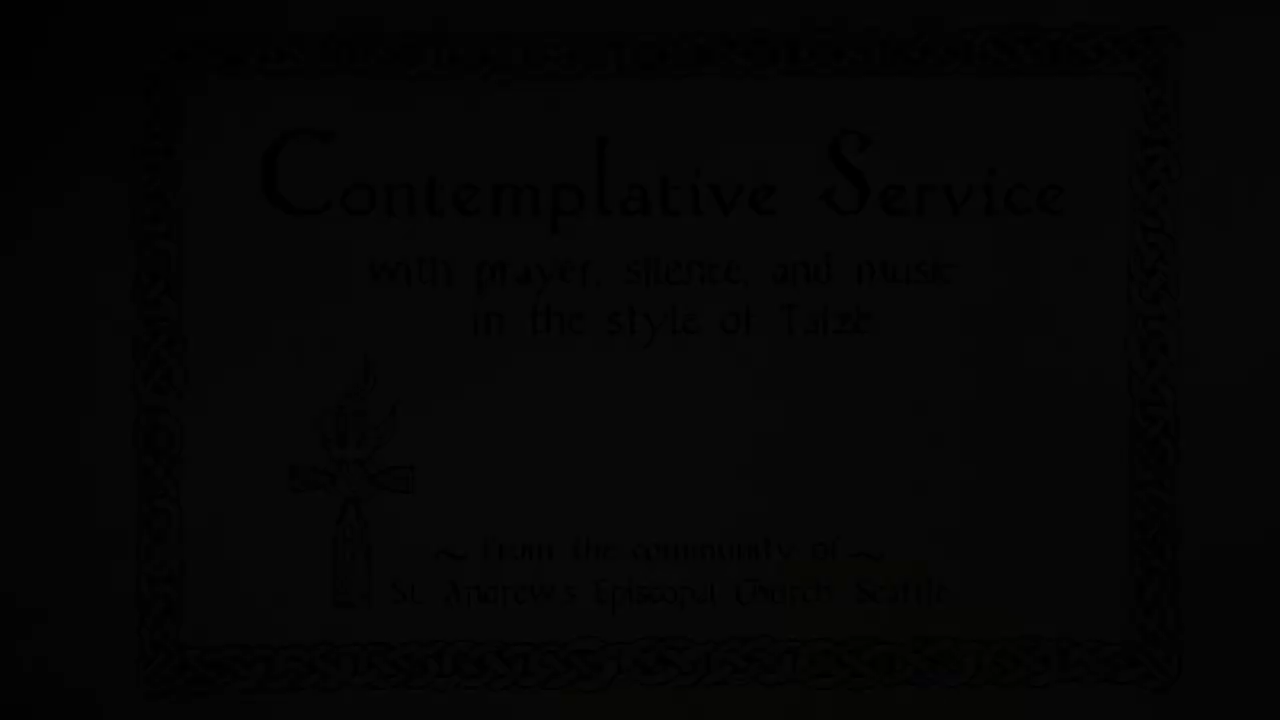 Contemplative Service
with prayer, silence, and music
in the style of Taizé
~ From the community of ~
St. Andrew's Episcopal Church Seattle